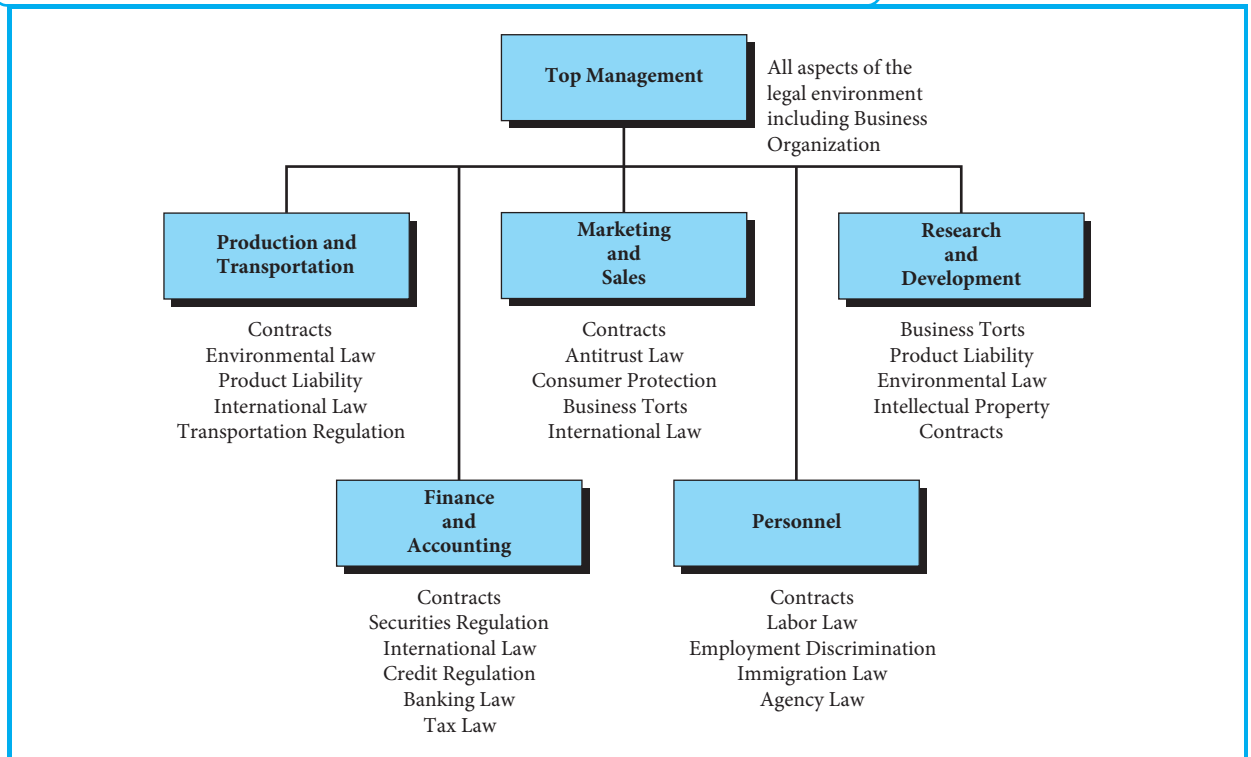 Top Management
All aspects of the
legal environment
including Business
Organization
Production and
Transportation
Contracts
Environmental Law
Product Liability
International Law
Transportation Regulation
Marketing
and
Sales
Contracts
Antitrust Law
Consumer Protection
Business Torts
International Law
Research
and
Development
Business Torts
Product Liability
Environmental Law
Intellectual Property
Contracts
Finance
and
Accounting
Contracts
Securities Regulation
International Law
Credit Regulation
Banking Law
Tax Law
Personnel
Contracts
Labor Law
Employment Discrimination
Immigration Law
Agency Law